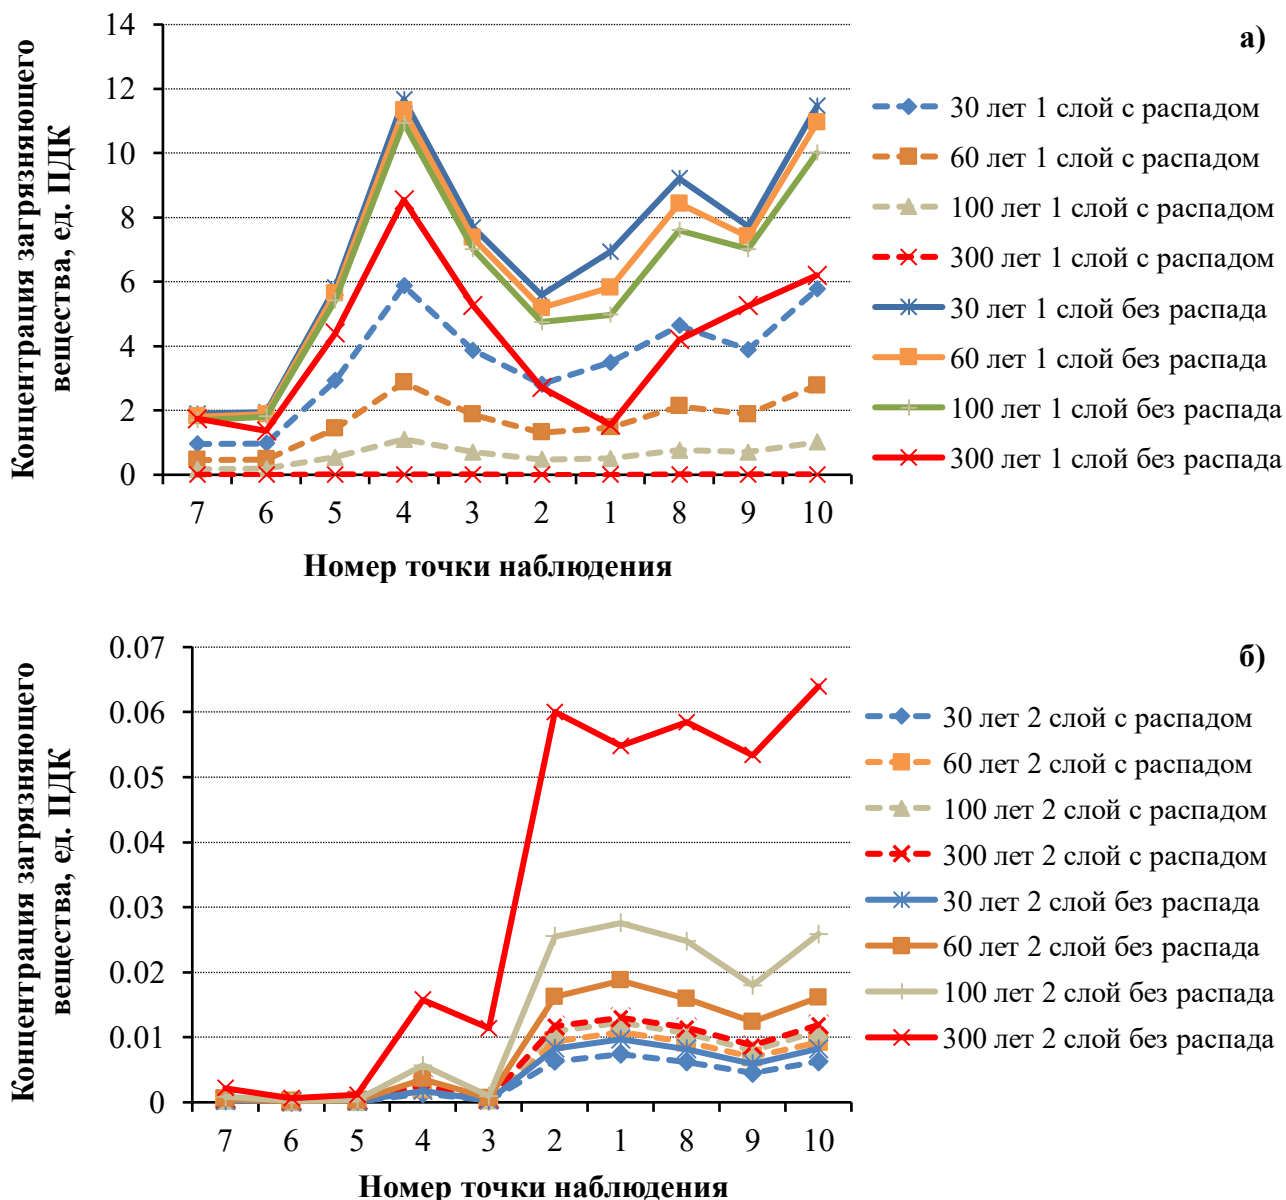 а)
Концентрация загрязняющего
вещества, ед. ПДК
14
12
10
8
6
4
2
0
7 6 5 4 3 2 1 8 9 10
Номер точки наблюдения
30 лет 1 слой с распадом
60 лет 1 слой с распадом
100 лет 1 слой с распадом
300 лет 1 слой с распадом
30 лет 1 слой без распада
60 лет 1 слой без распада
100 лет 1 слой без распада
300 лет 1 слой без распада
б)
Концентрация загрязняющего
вещества, ед. ПДК
0.07
0.06
0.05
0.04
0.03
0.02
0.01
0
7 6 5 4 3 2 1 8 9 10
Номер точки наблюдения
30 лет 2 слой с распадом
60 лет 2 слой с распадом
100 лет 2 слой с распадом
300 лет 2 слой с распадом
30 лет 2 слой без распада
60 лет 2 слой без распада
100 лет 2 слой без распада
300 лет 2 слой без распада